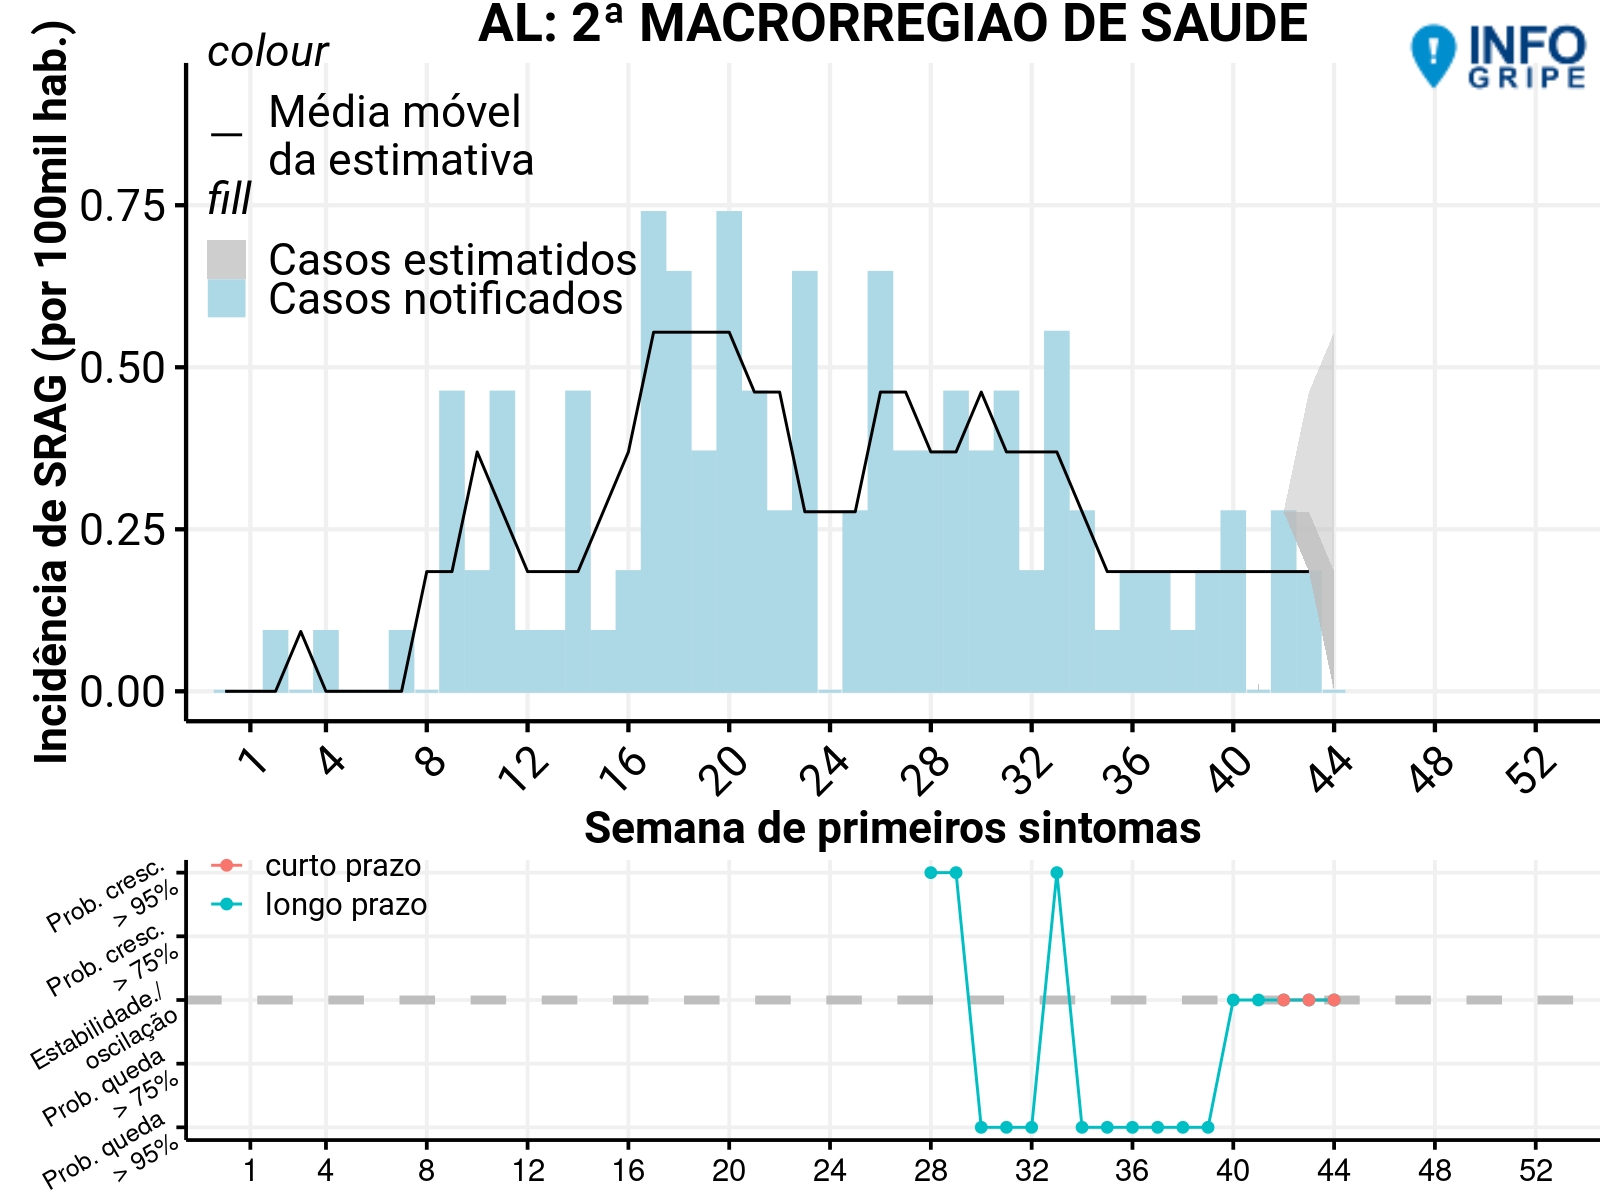 AL: 2ª MACRORREGIAO DE SAUDE
INFO
GRIPE
colour
Média móvel
da estimativa
fill
Casos estimatidos
Casos notificados
Incidência de SRAG (por 100mil hab.)
0.75
0.50
0.25
0.00
1 4 8 12 16 20 24 28 32 36 40 44 48 52
Semana de primeiros sintomas
curto prazo
longo prazo
Prob. cresc.
> 95%
Prob. cresc.
> 75%
Estabilidade./
oscilação
Prob. queda
> 75%
Prob. queda
> 95%
1 4 8 12 16 20 24 28 32 36 40 44 48 52